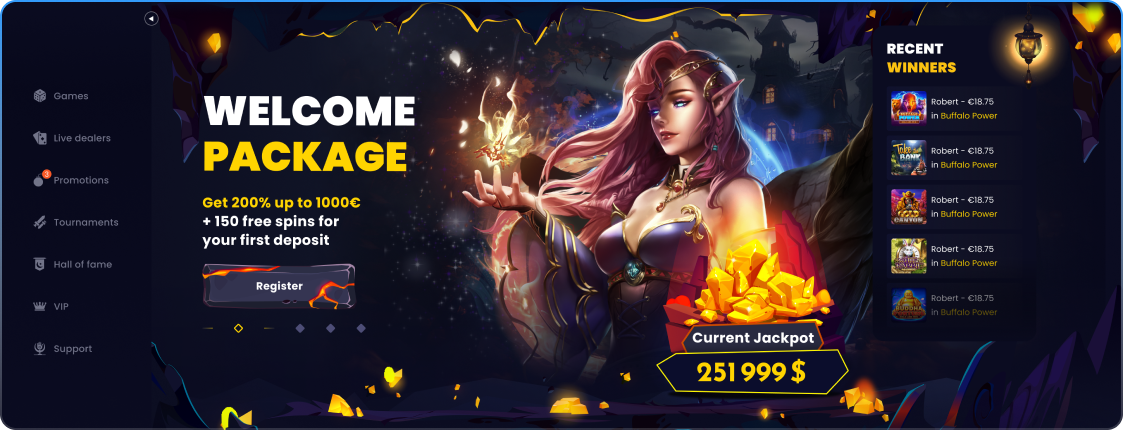 Games
Live dealers
3
Promotions
Tournaments
Hall of fame
VIP
Support
WELCOME
PACKAGE
Get 200% up to 1000€
+ 150 free spins for
your first deposit
Register
Current Jackpot
251 999 $
RECENT
WINNERS
Robert - €18.75
in Buffalo Power
Robert - €18.75
in Buffalo Power
Robert - €18.75
in Buffalo Power
Robert - €18.75
in Buffalo Power
Robert - €18.75
in Buffalo Power